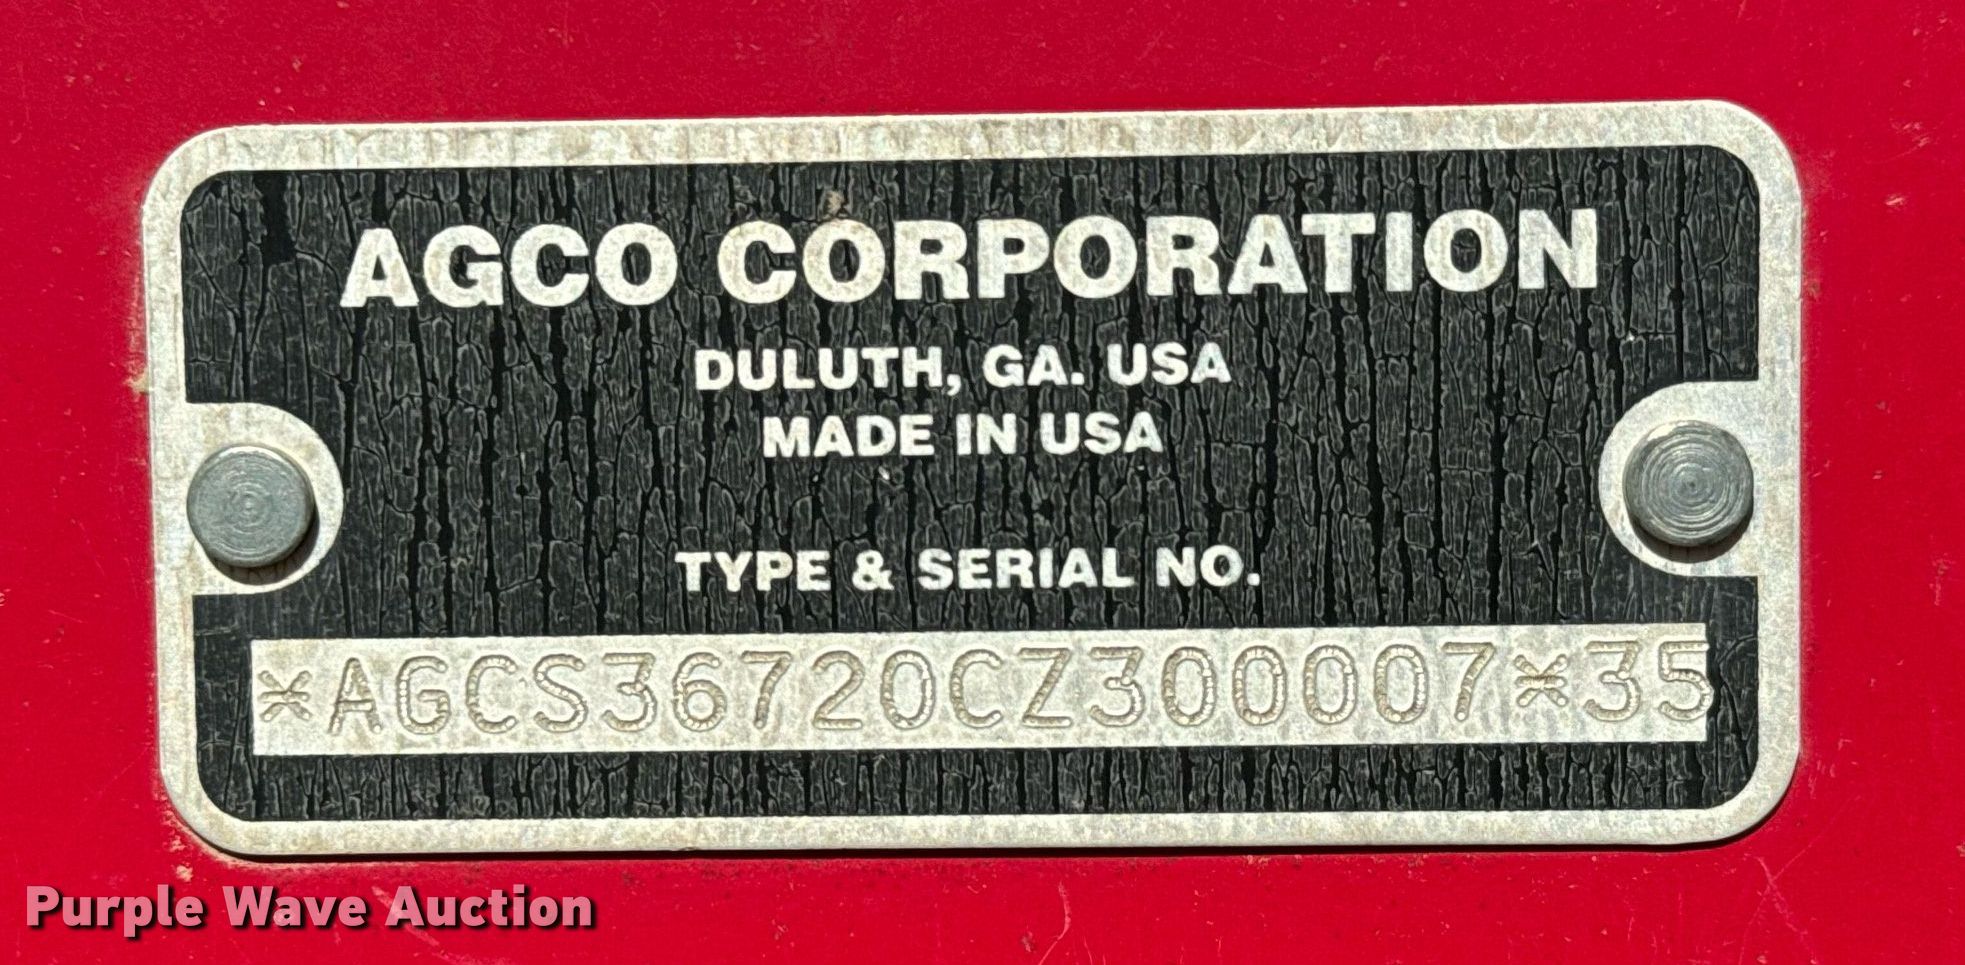 AGCO CORPORATION
DULUTH, GA. USA
MADE IN USA
TYPE & SERIAL NO.
*AGCS36720CZ300007*35
Purple Wave Auction